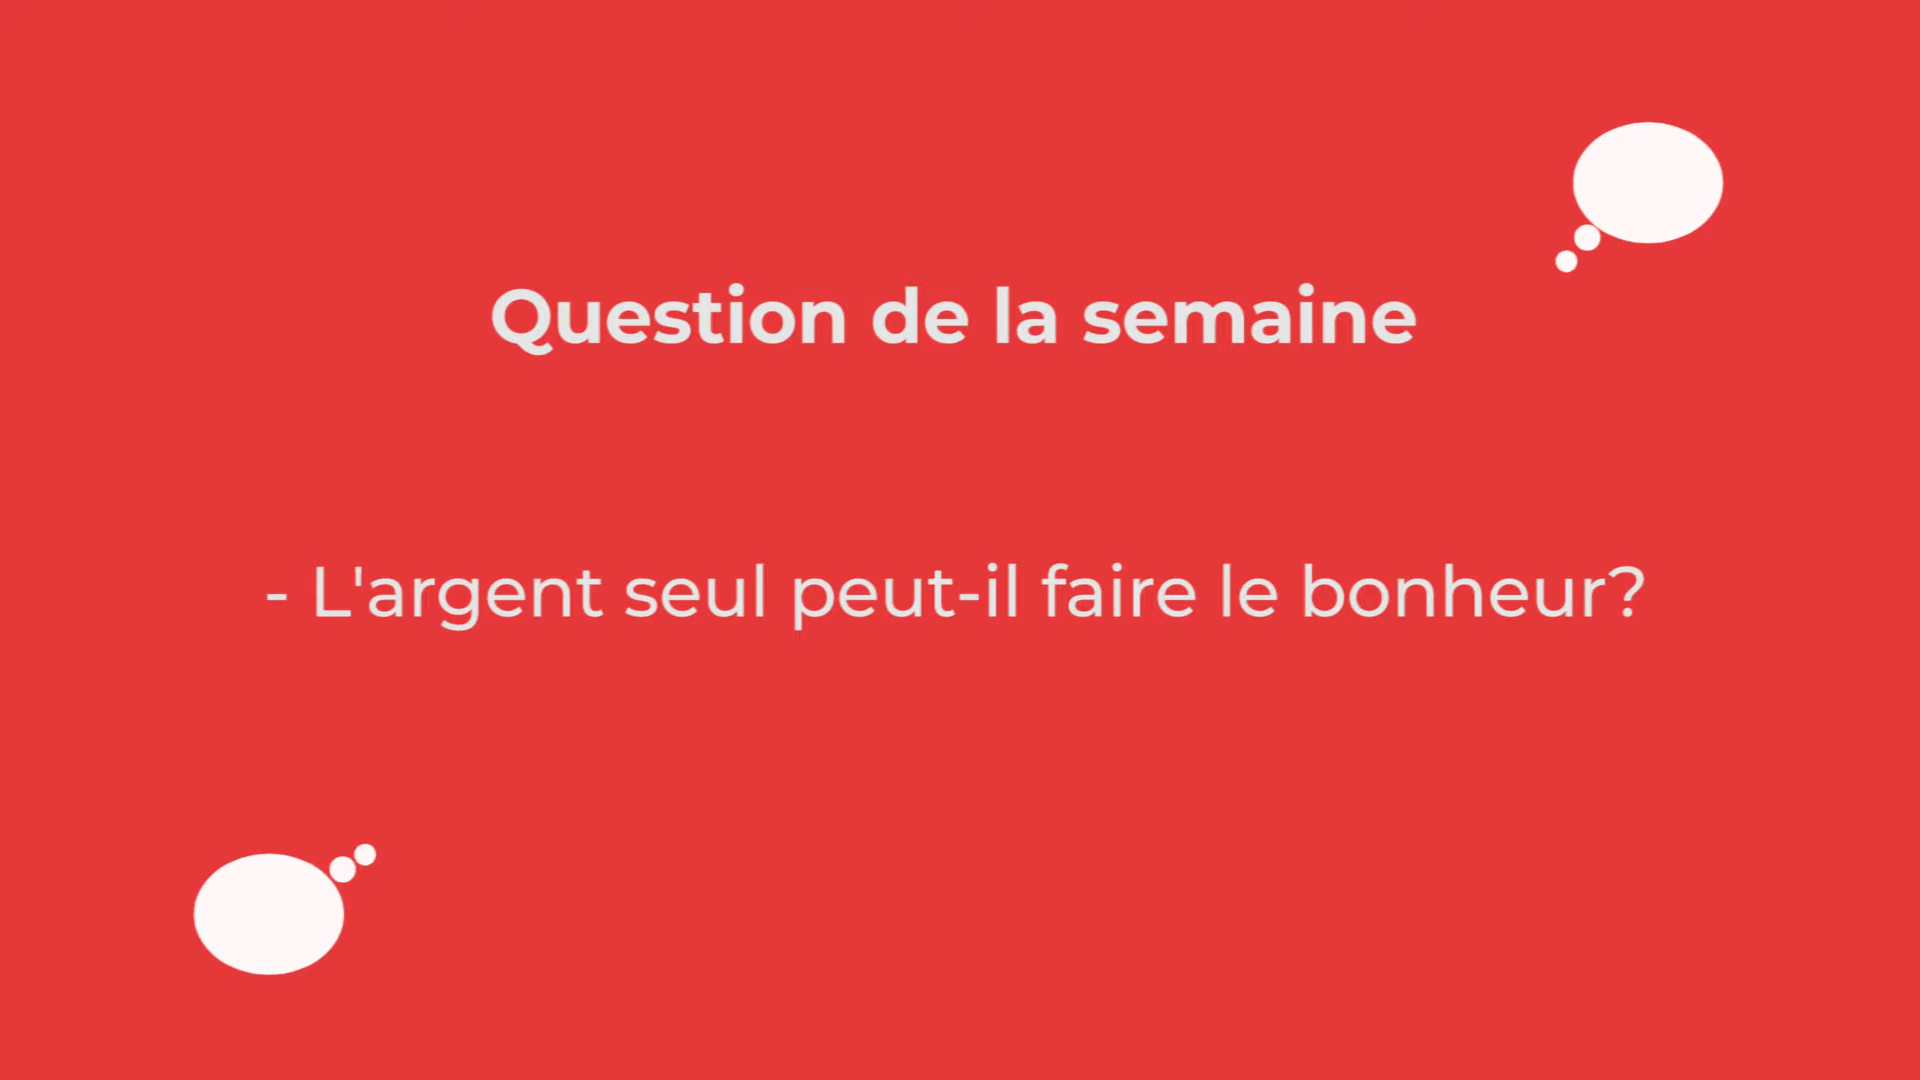 Question de la semaine
- L'argent seul peut-il faire le bonheur?